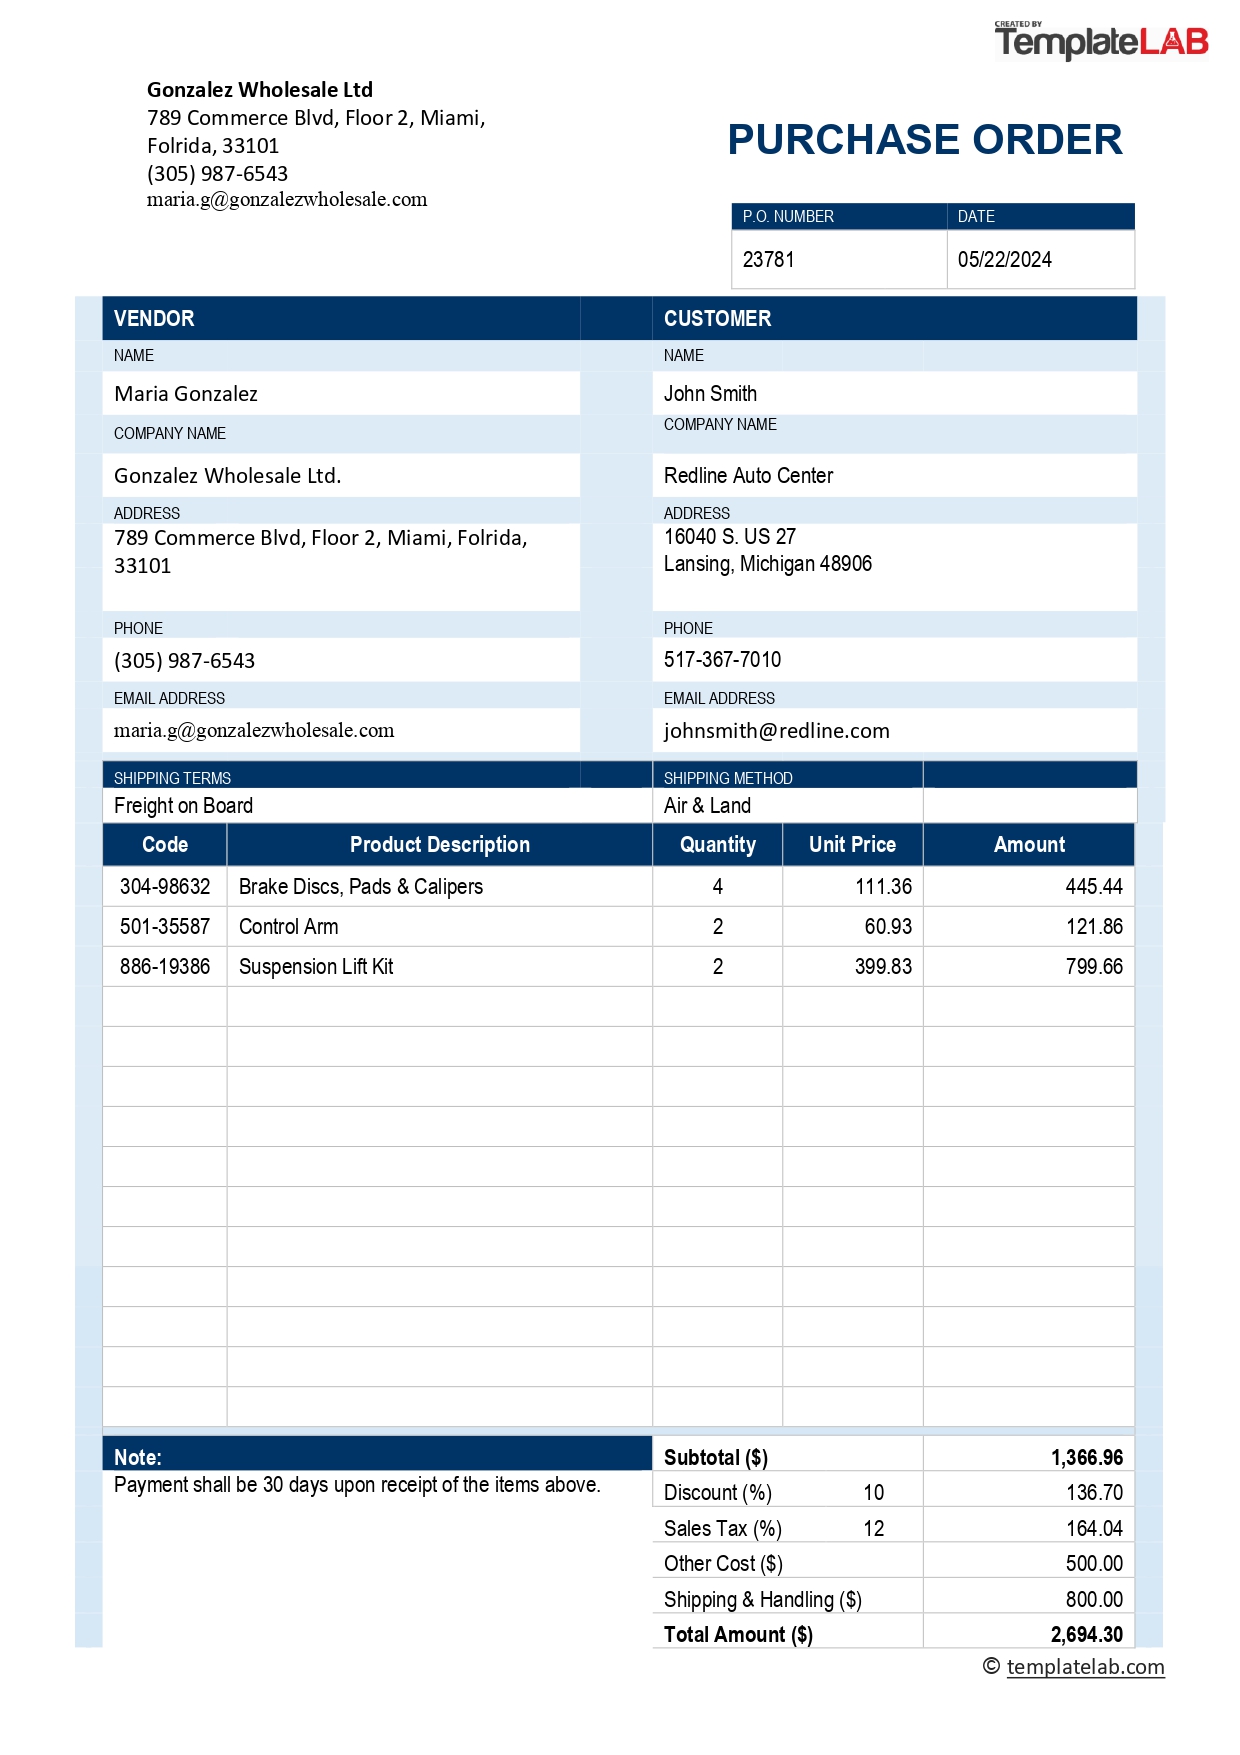 CREATED BY
TemplateLAB
Gonzalez Wholesale Ltd
789 Commerce Blvd, Floor 2, Miami,
Folrida, 33101
(305) 987-6543
maria.g@gonzalezwholesale.com
PURCHASE ORDER
P.O. NUMBER DATE
23781 05/22/2024
VENDOR CUSTOMER
NAME NAME
Maria Gonzalez John Smith
COMPANY NAME COMPANY NAME
Gonzalez Wholesale Ltd. Redline Auto Center
ADDRESS ADDRESS
789 Commerce Blvd, Floor 2, Miami, Folrida, 16040 S. US 27
33101 Lansing, Michigan 48906
PHONE PHONE
(305) 987-6543 517-367-7010
EMAIL ADDRESS EMAIL ADDRESS
maria.g@gonzalezwholesale.com johnsmith@redline.com
SHIPPING TERMS SHIPPING METHOD
Freight on Board Air & Land
Code Product Description Quantity Unit Price Amount
304-98632 Brake Discs, Pads & Calipers 4 111.36 445.44
501-35587 Control Arm 2 60.93 121.86
886-19386 Suspension Lift Kit 2 399.83 799.66
Note: Subtotal ($) 1,366.96
Payment shall be 30 days upon receipt of the items above.
Discount (%) 10 136.70
Sales Tax (%) 12 164.04
Other Cost ($) 500.00
Shipping & Handling ($) 800.00
Total Amount ($) 2,694.30
© templatelab.com